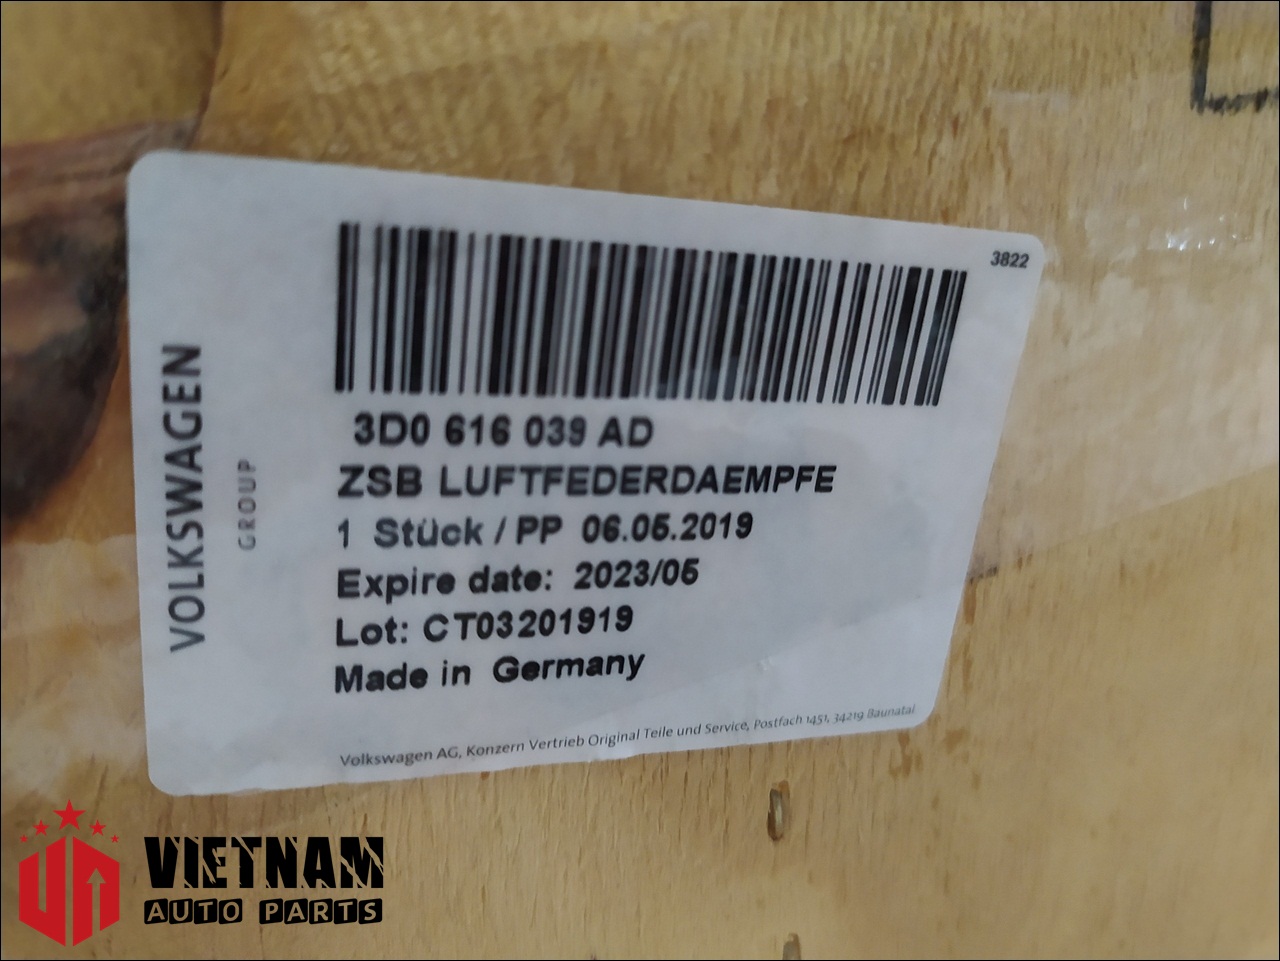 3822
3D0 616 039 AD
ZSB LUFTFEDERDAEMPFE
1 Stück / PP 06.05.2019
Expire date: 2023/05
Lot: CT03201919
Made in Germany
Volkswagen AG, Konzern Vertrieb Original Teile und Service, Postfach 1451, 34219 Baunatal
VOLKSWAGEN
GROUP
VIETNAM
AUTO PARTS